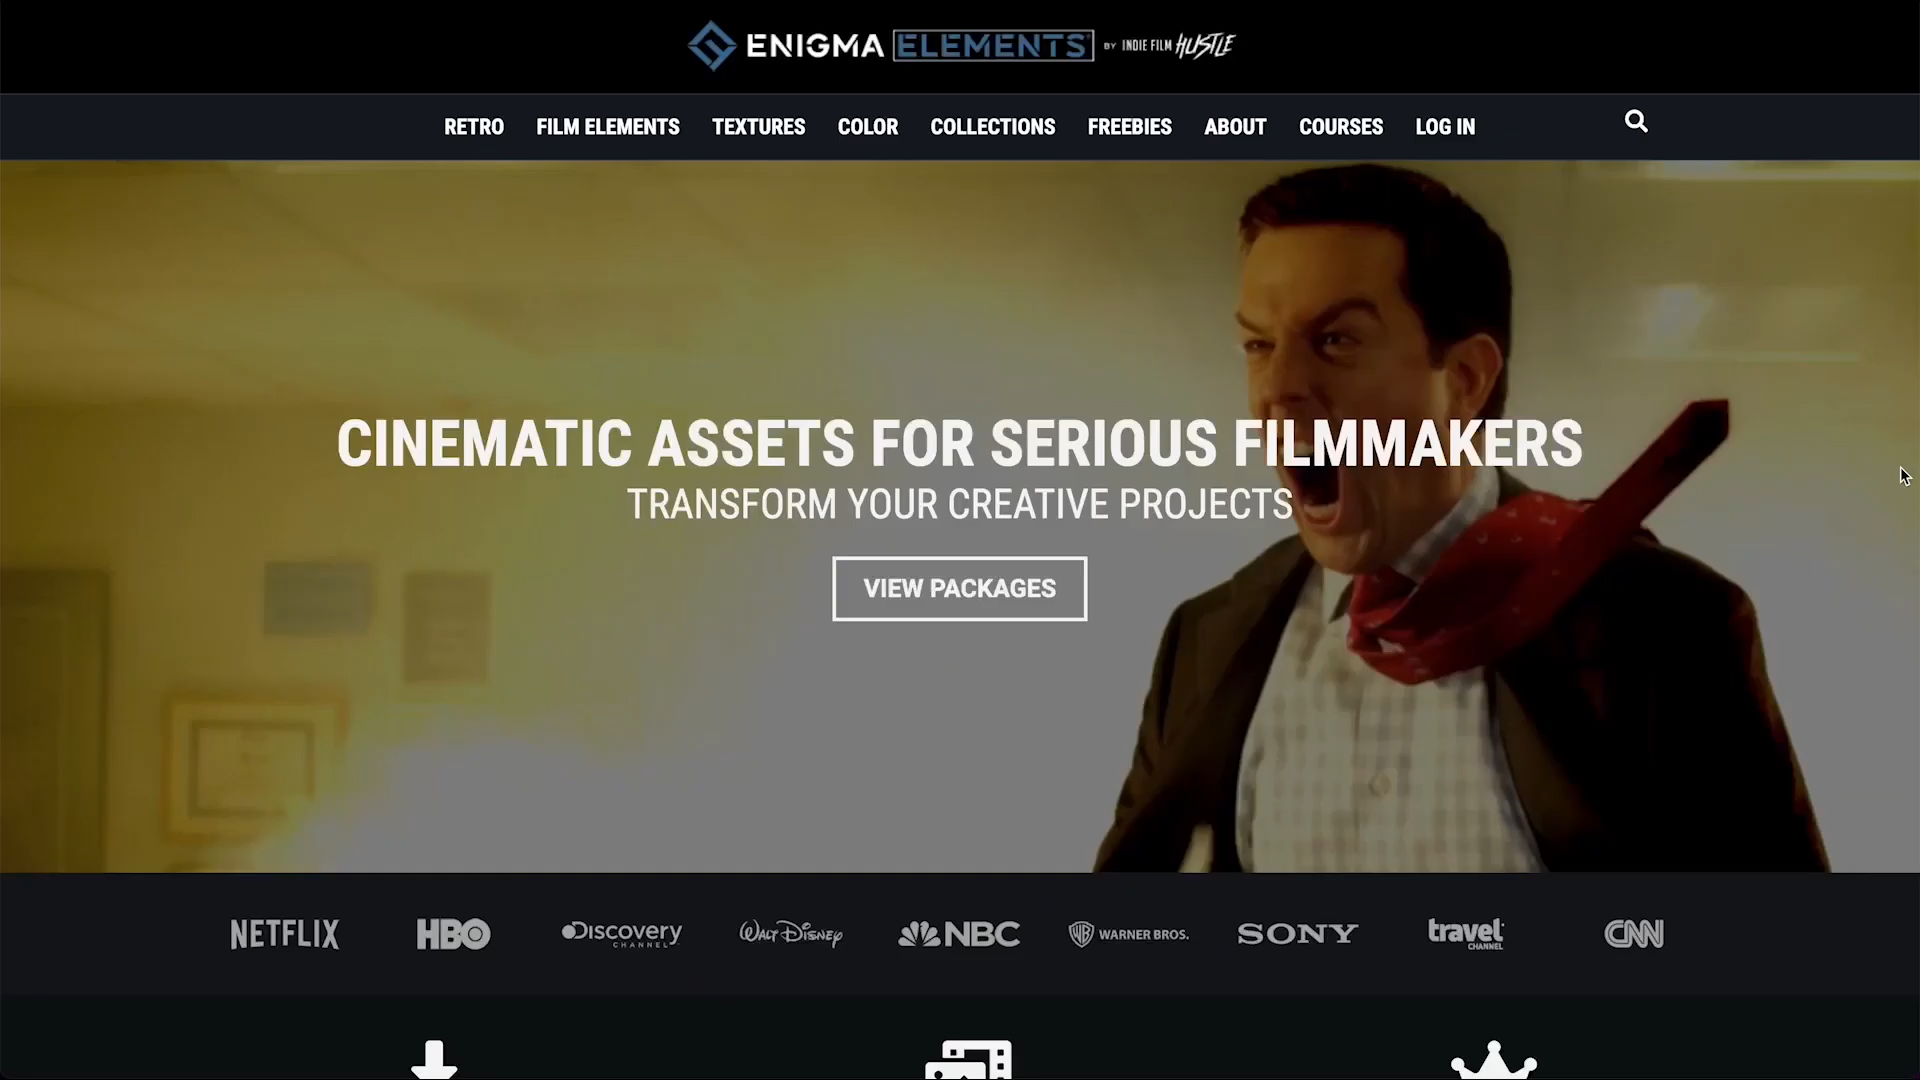 ENIGMA ELEMENTS BY INDIE FILM HUSTLE
RETRO FILM ELEMENTS TEXTURES COLOR COLLECTIONS FREEBIES ABOUT COURSES LOG IN
CINEMATIC ASSETS FOR SERIOUS FILMMAKERS
TRANSFORM YOUR CREATIVE PROJECTS
VIEW PACKAGES
NETFLIX HBO Discovery CHANNEL WALT DISNEY NBC WB WARNER BROS. SONY travel CHANNEL CNN